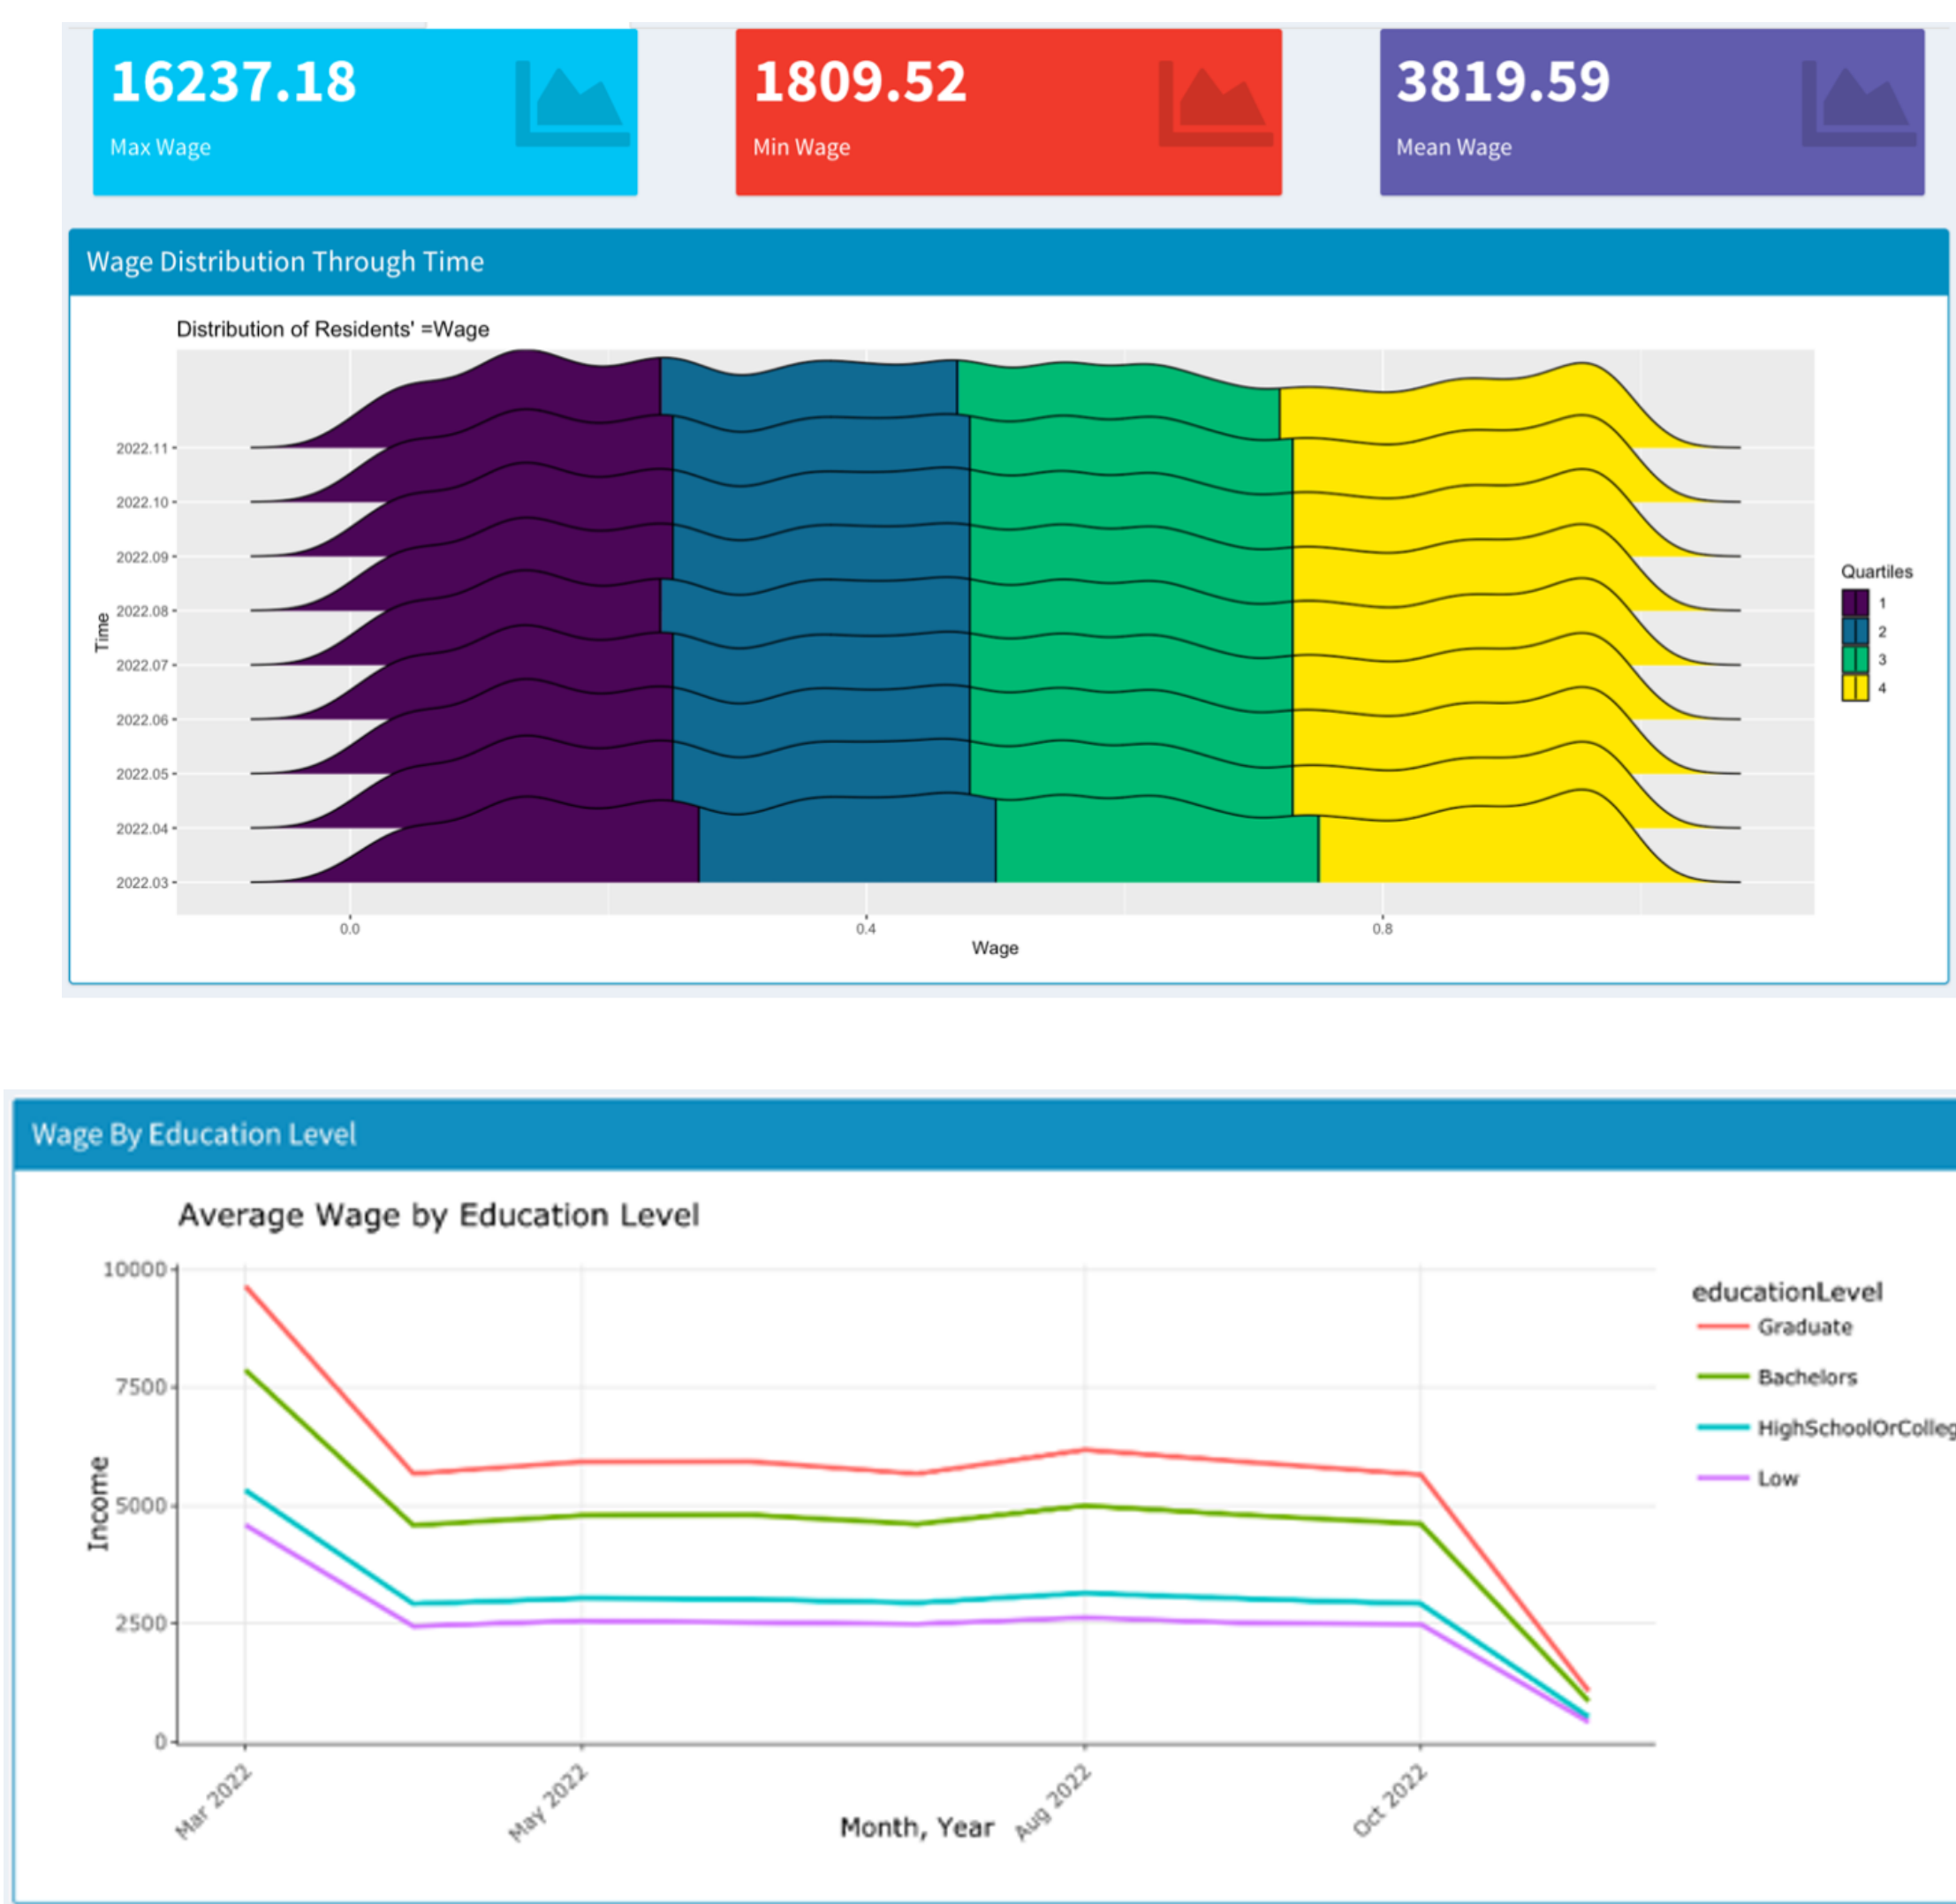 16237.18
Max Wage
1809.52
Min Wage
3819.59
Mean Wage
Wage Distribution Through Time
Distribution of Residents' =Wage
2022.11
2022.10
2022.09
2022.08
2022.07
2022.06
2022.05
2022.04
2022.03
Time
0.0 0.4 0.8
Wage
Quartiles
1
2
3
4
Wage By Education Level
Average Wage by Education Level
10000
7500
5000
2500
0
Income
Mar 2022 May 2022 Aug 2022 Oct 2022
Month, Year
educationLevel
Graduate
Bachelors
HighSchoolOrColleg
Low